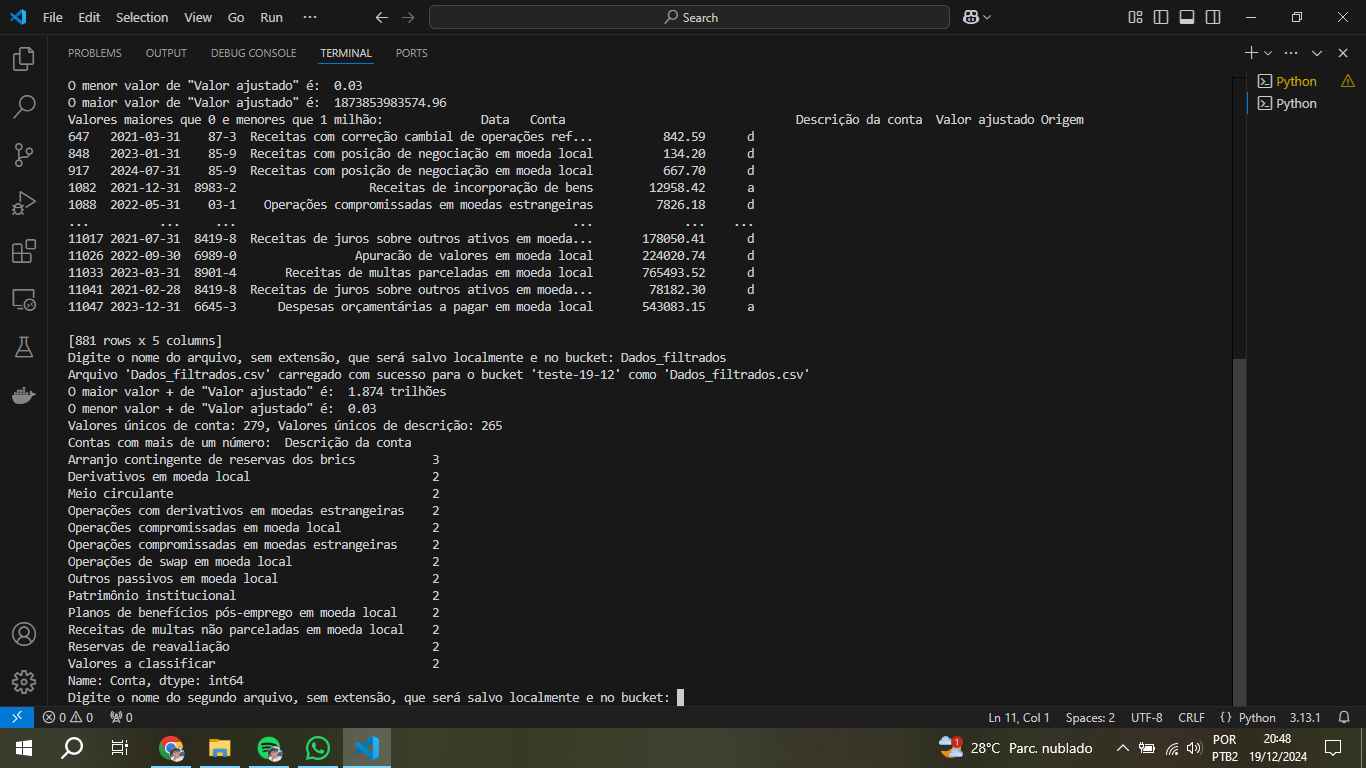 File Edit Selection View Go Run ··· Search
PROBLEMS OUTPUT DEBUG CONSOLE TERMINAL PORTS
Python
Python
O menor valor de "Valor ajustado" é: 0.03
O maior valor de "Valor ajustado" é: 1873853983574.96
Valores maiores que 0 e menores que 1 milhão: Data Conta Descrição da conta Valor ajustado Origem
647 2021-03-31 87-3 Receitas com correção cambial de operações ref... 842.59 d
848 2023-01-31 85-9 Receitas com posição de negociação em moeda local 134.20 d
917 2024-07-31 85-9 Receitas com posição de negociação em moeda local 667.70 d
1082 2021-12-31 8983-2 Receitas de incorporação de bens 12958.42 a
1088 2022-05-31 03-1 Operações compromissadas em moedas estrangeiras 7826.18 d
... ... ... ... ... ...
11017 2021-07-31 8419-8 Receitas de juros sobre outros ativos em moeda... 178050.41 d
11026 2022-09-30 6989-0 Apuracão de valores em moeda local 224020.74 d
11033 2023-03-31 8901-4 Receitas de multas parceladas em moeda local 765493.52 d
11041 2021-02-28 8419-8 Receitas de juros sobre outros ativos em moeda... 78182.30 d
11047 2023-12-31 6645-3 Despesas orçamentárias a pagar em moeda local 543083.15 a
[881 rows x 5 columns]
Digite o nome do arquivo, sem extensão, que será salvo localmente e no bucket: Dados_filtrados
Arquivo 'Dados_filtrados.csv' carregado com sucesso para o bucket 'teste-19-12' como 'Dados_filtrados.csv'
O maior valor + de "Valor ajustado" é: 1.874 trilhões
O menor valor + de "Valor ajustado" é: 0.03
Valores únicos de conta: 279, Valores únicos de descrição: 265
Contas com mais de um número: Descrição da conta
Arranjo contingente de reservas dos brics 3
Derivativos em moeda local 2
Meio circulante 2
Operações com derivativos em moedas estrangeiras 2
Operações compromissadas em moeda local 2
Operações compromissadas em moedas estrangeiras 2
Operações de swap em moeda local 2
Outros passivos em moeda local 2
Patrimônio institucional 2
Planos de benefícios pós-emprego em moeda local 2
Receitas de multas não parceladas em moeda local 2
Reservas de reavaliação 2
Valores a classificar 2
Name: Conta, dtype: int64
Digite o nome do segundo arquivo, sem extensão, que será salvo localmente e no bucket:
0 0 0 Ln 11, Col 1 Spaces: 2 UTF-8 CRLF {} Python 3.13.1
1 28°C Parc. nublado POR PTB2 20:48 19/12/2024